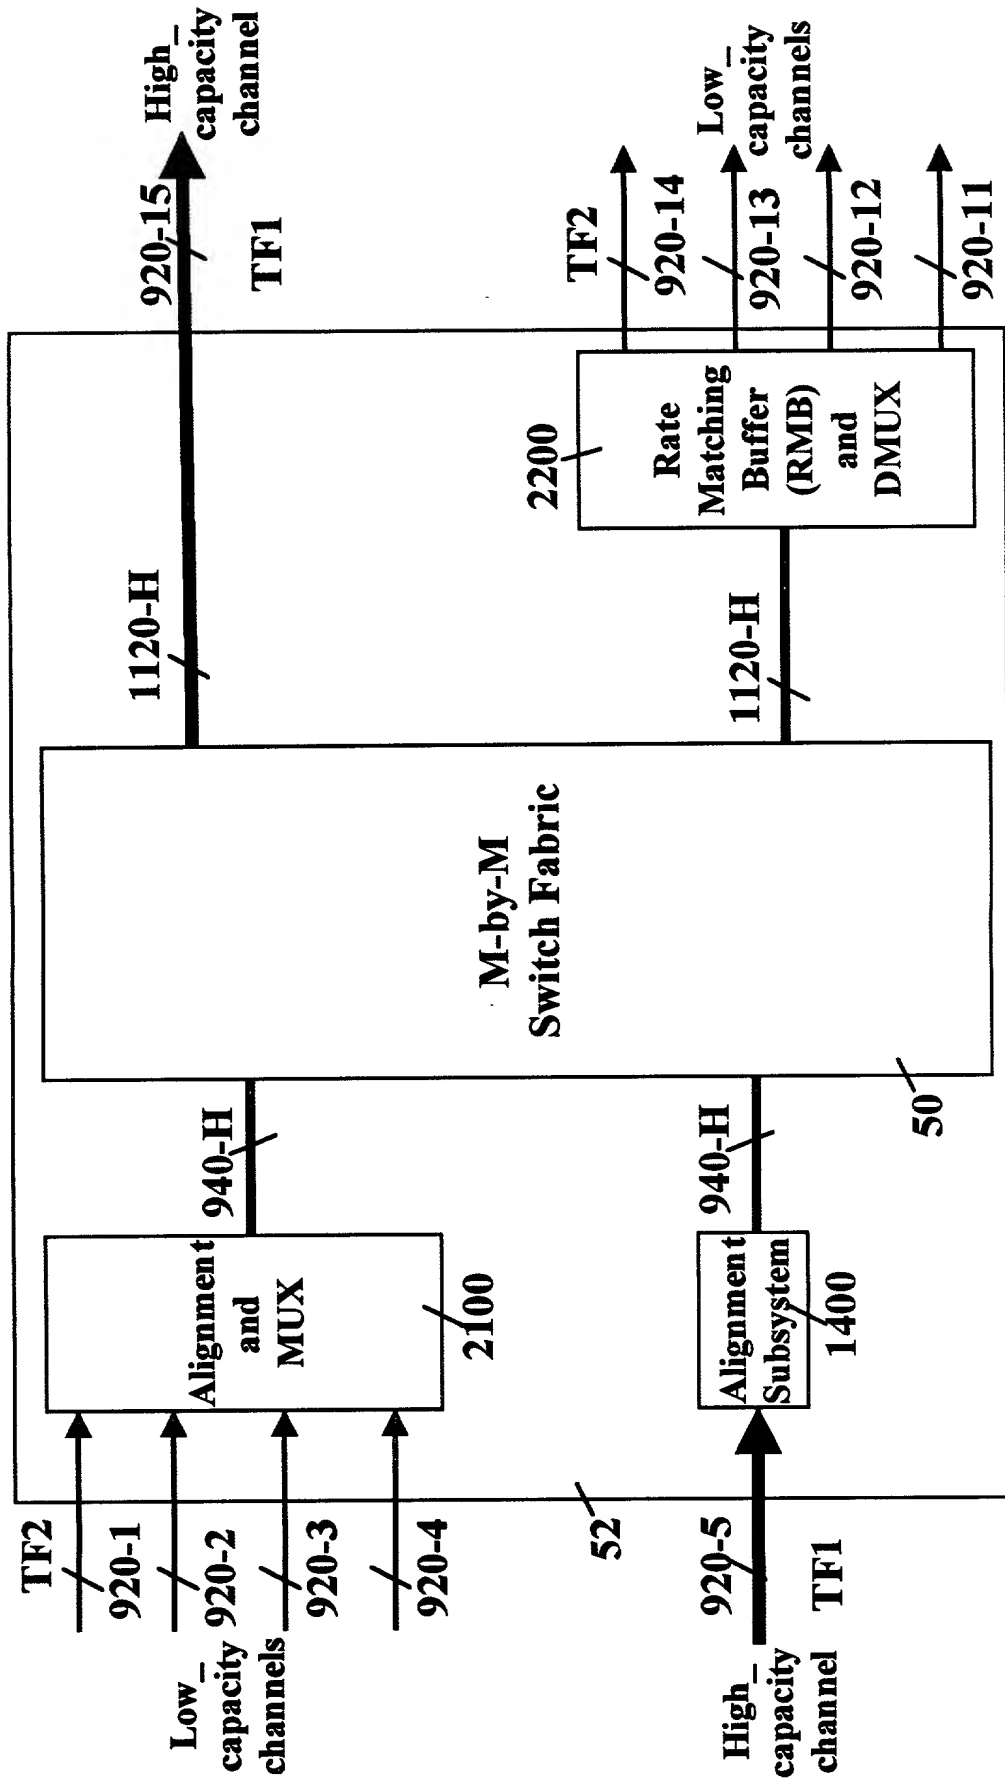 TF2
920-1
920-2
920-3
920-4
Low_
capacity
channels
High_
capacity
channel
920-5
TF1
52
Alignment
and
MUX
2100
Alignment
Subsystem
1400
940-H
940-H
M-by-M
Switch Fabric
50
1120-H
1120-H
2200
Rate
Matching
Buffer
(RMB)
and
DMUX
920-15
TF1
High_
capacity
channel
TF2
920-14
920-13
920-12
920-11
Low_
capacity
channels